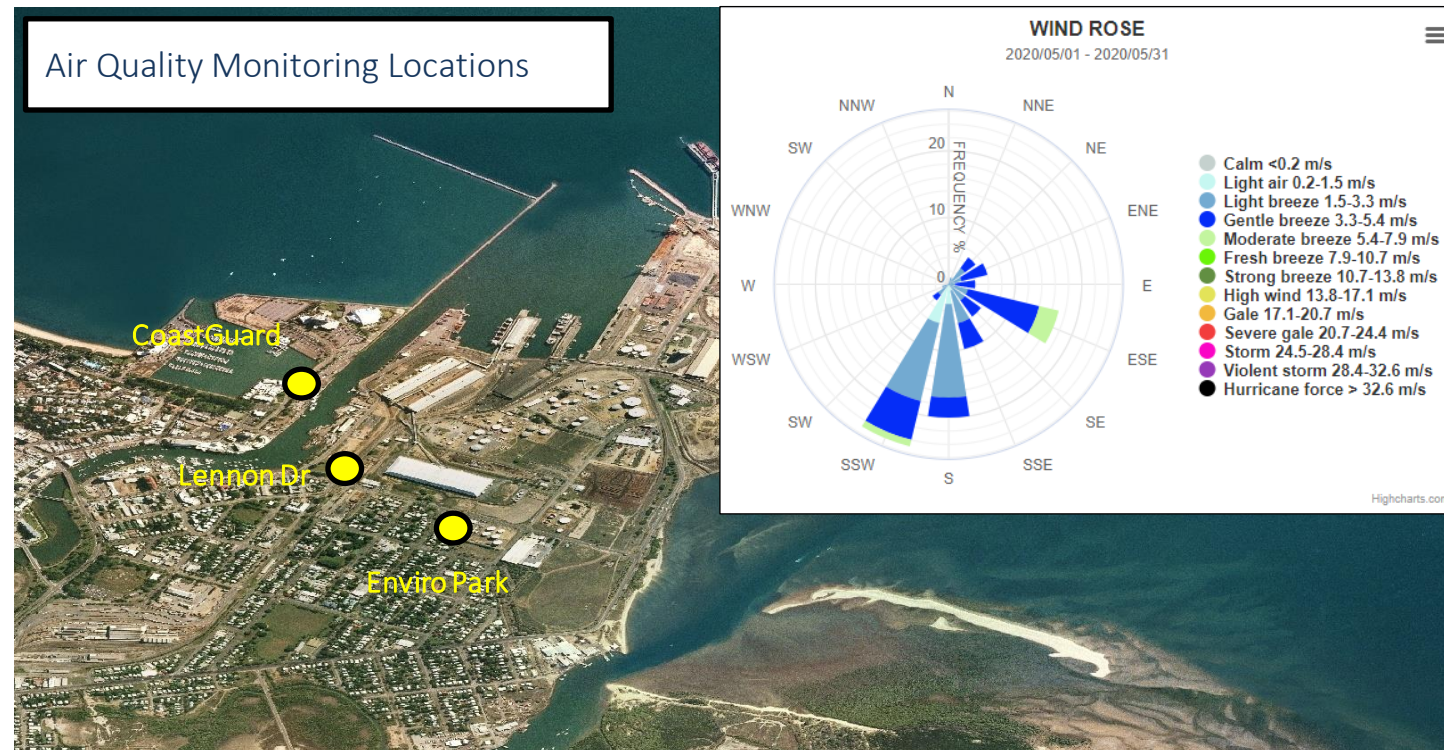 Air Quality Monitoring Locations
CoastGuard
Lennon Dr
Enviro Park
WIND ROSE
2020/05/01 - 2020/05/31
N
NNE
NE
ENE
E
ESE
SE
SSE
S
SSW
SW
WSW
W
WNW
SW
NNW
20
10
0
FREQUENCY %
Calm <0.2 m/s
Light air 0.2-1.5 m/s
Light breeze 1.5-3.3 m/s
Gentle breeze 3.3-5.4 m/s
Moderate breeze 5.4-7.9 m/s
Fresh breeze 7.9-10.7 m/s
Strong breeze 10.7-13.8 m/s
High wind 13.8-17.1 m/s
Gale 17.1-20.7 m/s
Severe gale 20.7-24.4 m/s
Storm 24.5-28.4 m/s
Violent storm 28.4-32.6 m/s
Hurricane force > 32.6 m/s
Highcharts.con